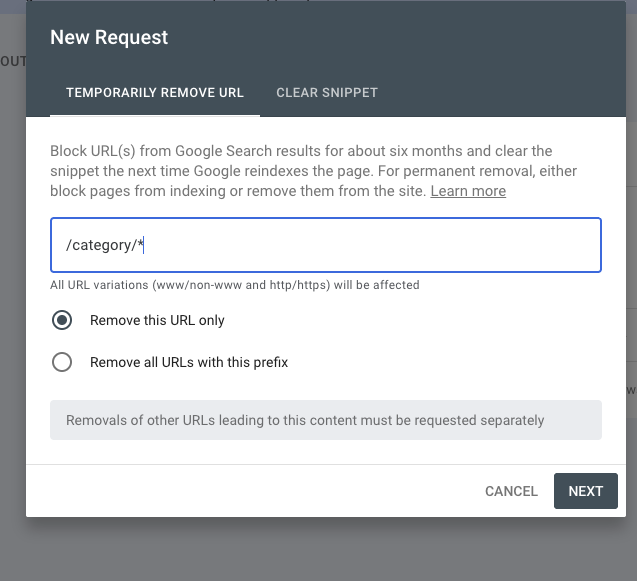 OUT
New Request
TEMPORARILY REMOVE URL
CLEAR SNIPPET
Block URL(s) from Google Search results for about six months and clear the
snippet the next time Google reindexes the page. For permanent removal, either
block pages from indexing or remove them from the site. Learn more
/category/*
All URL variations (www/non-www and http/https) will be affected
Remove this URL only
Remove all URLs with this prefix
w
Removals of other URLs leading to this content must be requested separately
CANCEL
NEXT